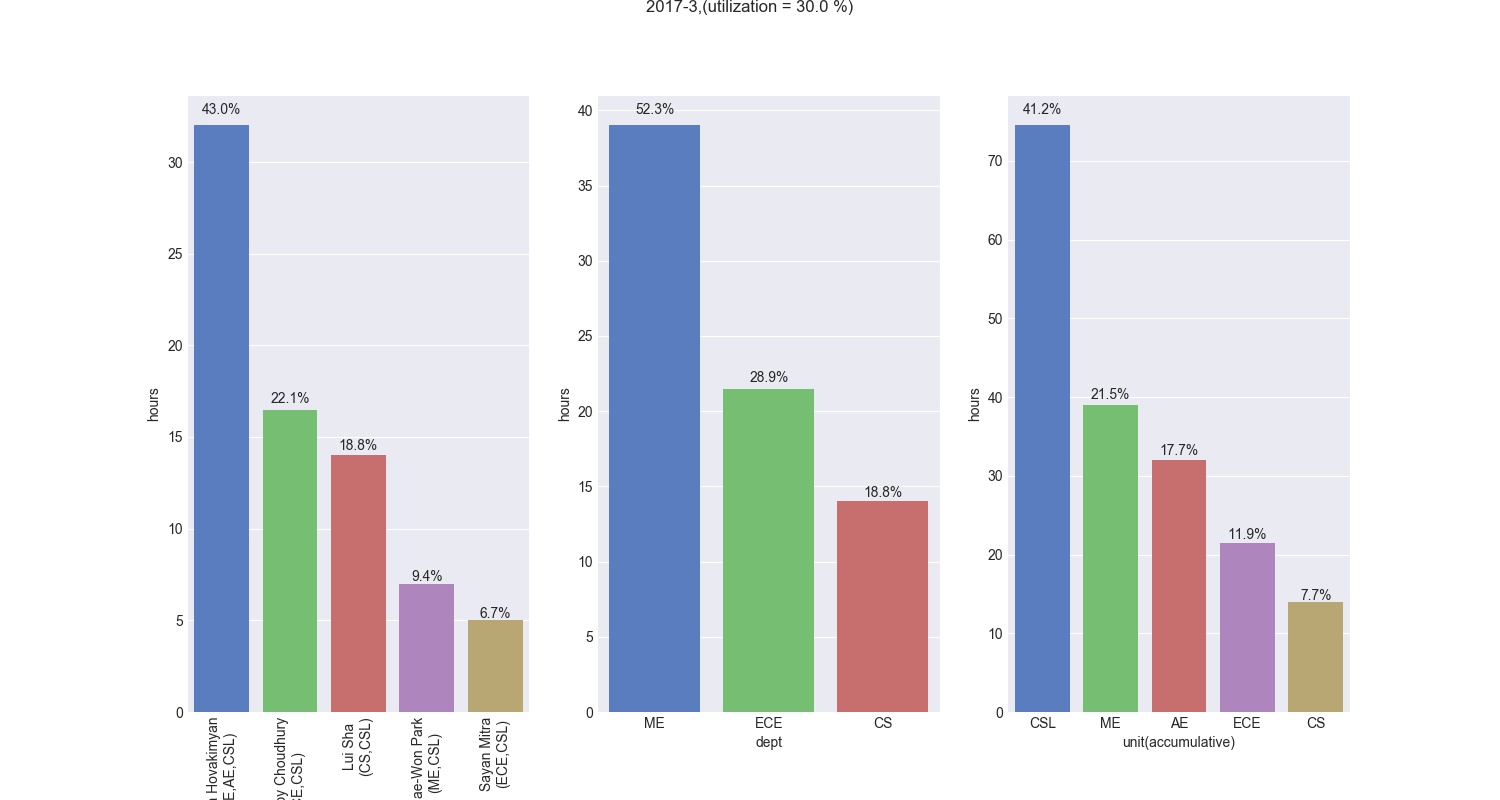 2017-3,(utilization = 30.0 %)
43.0%
22.1%
18.8%
9.4%
6.7%
30
25
20
15
10
5
0
hours
Hovakimyan
,AE,CSL)
Choudhury
,CSL)
Lui Sha
(CS,CSL)
Park
(ME,CSL)
Sayan Mitra
(ECE,CSL)
52.3%
28.9%
18.8%
40
35
30
25
20
15
10
5
0
hours
ME
ECE
CS
dept
41.2%
21.5%
17.7%
11.9%
7.7%
70
60
50
40
30
20
10
0
hours
CSL
ME
AE
ECE
CS
unit(accumulative)